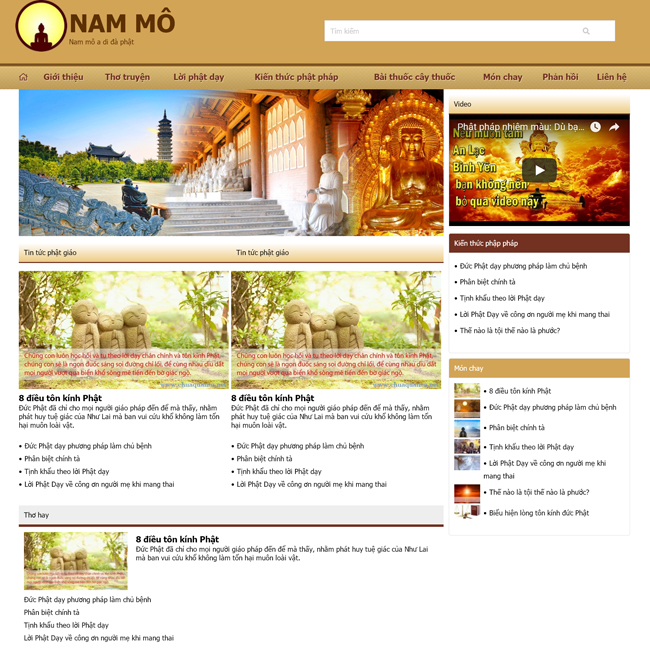 NAM MÔ
Nam mô a di đà phật
Tìm kiếm
Giới thiệu Thơ truyện Lời phật dạy Kiến thức phật pháp Bài thuốc cây thuốc Món chay Phản hồi Liên hệ
Video
Phật pháp nhiệm màu: Dù bạ...
Nếu muốn tâm
An Lạc
Bình Yên
bạn không nên
bỏ qua video này
Tin tức phật giáo Tin tức phật giáo
Chúng con luôn học hỏi và tu theo lời dạy chân chính và tôn kính Phật,
con sẽ là ngọn đuốc sáng soi đường chỉ lối, để cùng nhau dìu dắt
mọi người vượt qua biển khổ sông mê tiến đến bờ giác ngộ.
Chúng con luôn học hỏi và tu theo lời dạy chân chính và tôn kính Phật,
con sẽ là ngọn đuốc sáng soi đường chỉ lối, để cùng nhau dìu dắt
mọi người vượt qua biển khổ sông mê tiến đến bờ giác ngộ.
8 điều tôn kính Phật
Đức Phật đã chỉ cho mọi người giáo pháp đến để mà thấy, nhằm
phát huy tuệ giác của Như Lai mà ban vui cứu khổ không làm tổn
hại muôn loài vật.
• Đức Phật dạy phương pháp làm chủ bệnh
• Phân biệt chính tà
• Tịnh khẩu theo lời Phật dạy
• Lời Phật Dạy về công ơn người mẹ khi mang thai
8 điều tôn kính Phật
Đức Phật đã chỉ cho mọi người giáo pháp đến để mà thấy, nhằm
phát huy tuệ giác của Như Lai mà ban vui cứu khổ không làm tổn
hại muôn loài vật.
• Đức Phật dạy phương pháp làm chủ bệnh
• Phân biệt chính tà
• Tịnh khẩu theo lời Phật dạy
• Lời Phật Dạy về công ơn người mẹ khi mang thai
Thơ hay
8 điều tôn kính Phật
Đức Phật đã chỉ cho mọi người giáo pháp đến để mà thấy, nhằm phát huy tuệ giác của Như Lai
mà ban vui cứu khổ không làm tổn hại muôn loài vật.
Đức Phật dạy phương pháp làm chủ bệnh
Phân biệt chính tà
Tịnh khẩu theo lời Phật dạy
Lời Phật Dạy về công ơn người mẹ khi mang thai
Kiến thức phập pháp
• Đức Phật dạy phương pháp làm chủ bệnh
• Phân biệt chính tà
• Tịnh khẩu theo lời Phật dạy
• Lời Phật Dạy về công ơn người mẹ khi mang thai
• Thế nào là tội thế nào là phước?
Món chay
• 8 điều tôn kính Phật
• Đức Phật dạy phương pháp làm chủ bệnh
• Phân biệt chính tà
• Tịnh khẩu theo lời Phật dạy
• Lời Phật Dạy về công ơn người mẹ khi
mang thai
• Thế nào là tội thế nào là phước?
• Biểu hiện lòng tôn kính đức Phật